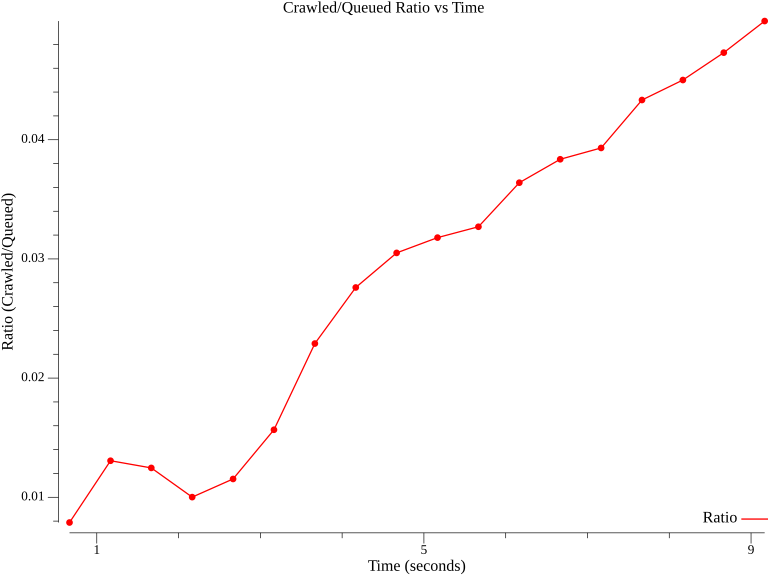 Crawled/Queued Ratio vs Time
Ratio (Crawled/Queued)
0.04
0.03
0.02
0.01
Ratio
1
5
9
Time (seconds)